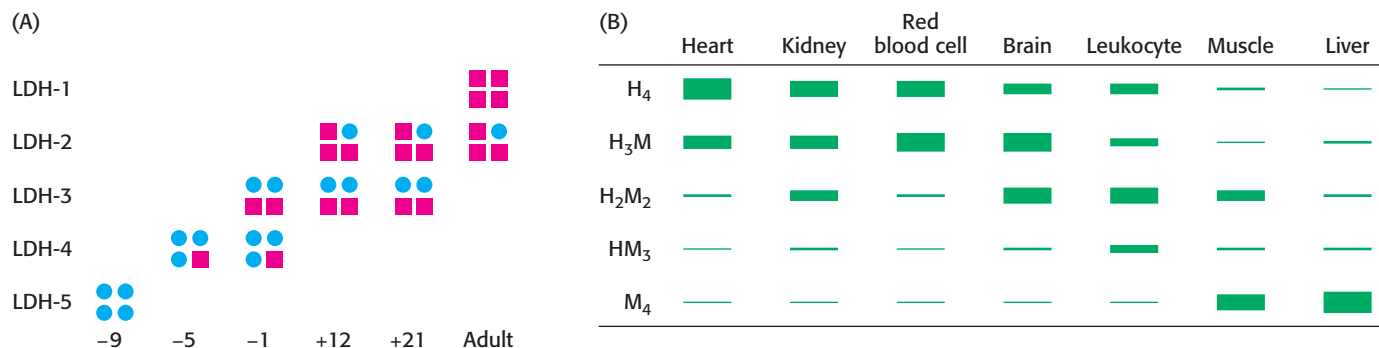 (A)
LDH-1
LDH-2
LDH-3
LDH-4
LDH-5
–9 –5 –1 +12 +21 Adult
(B)
Heart Kidney Red blood cell Brain Leukocyte Muscle Liver
H₄
H₃M
H₂M₂
HM₃
M₄